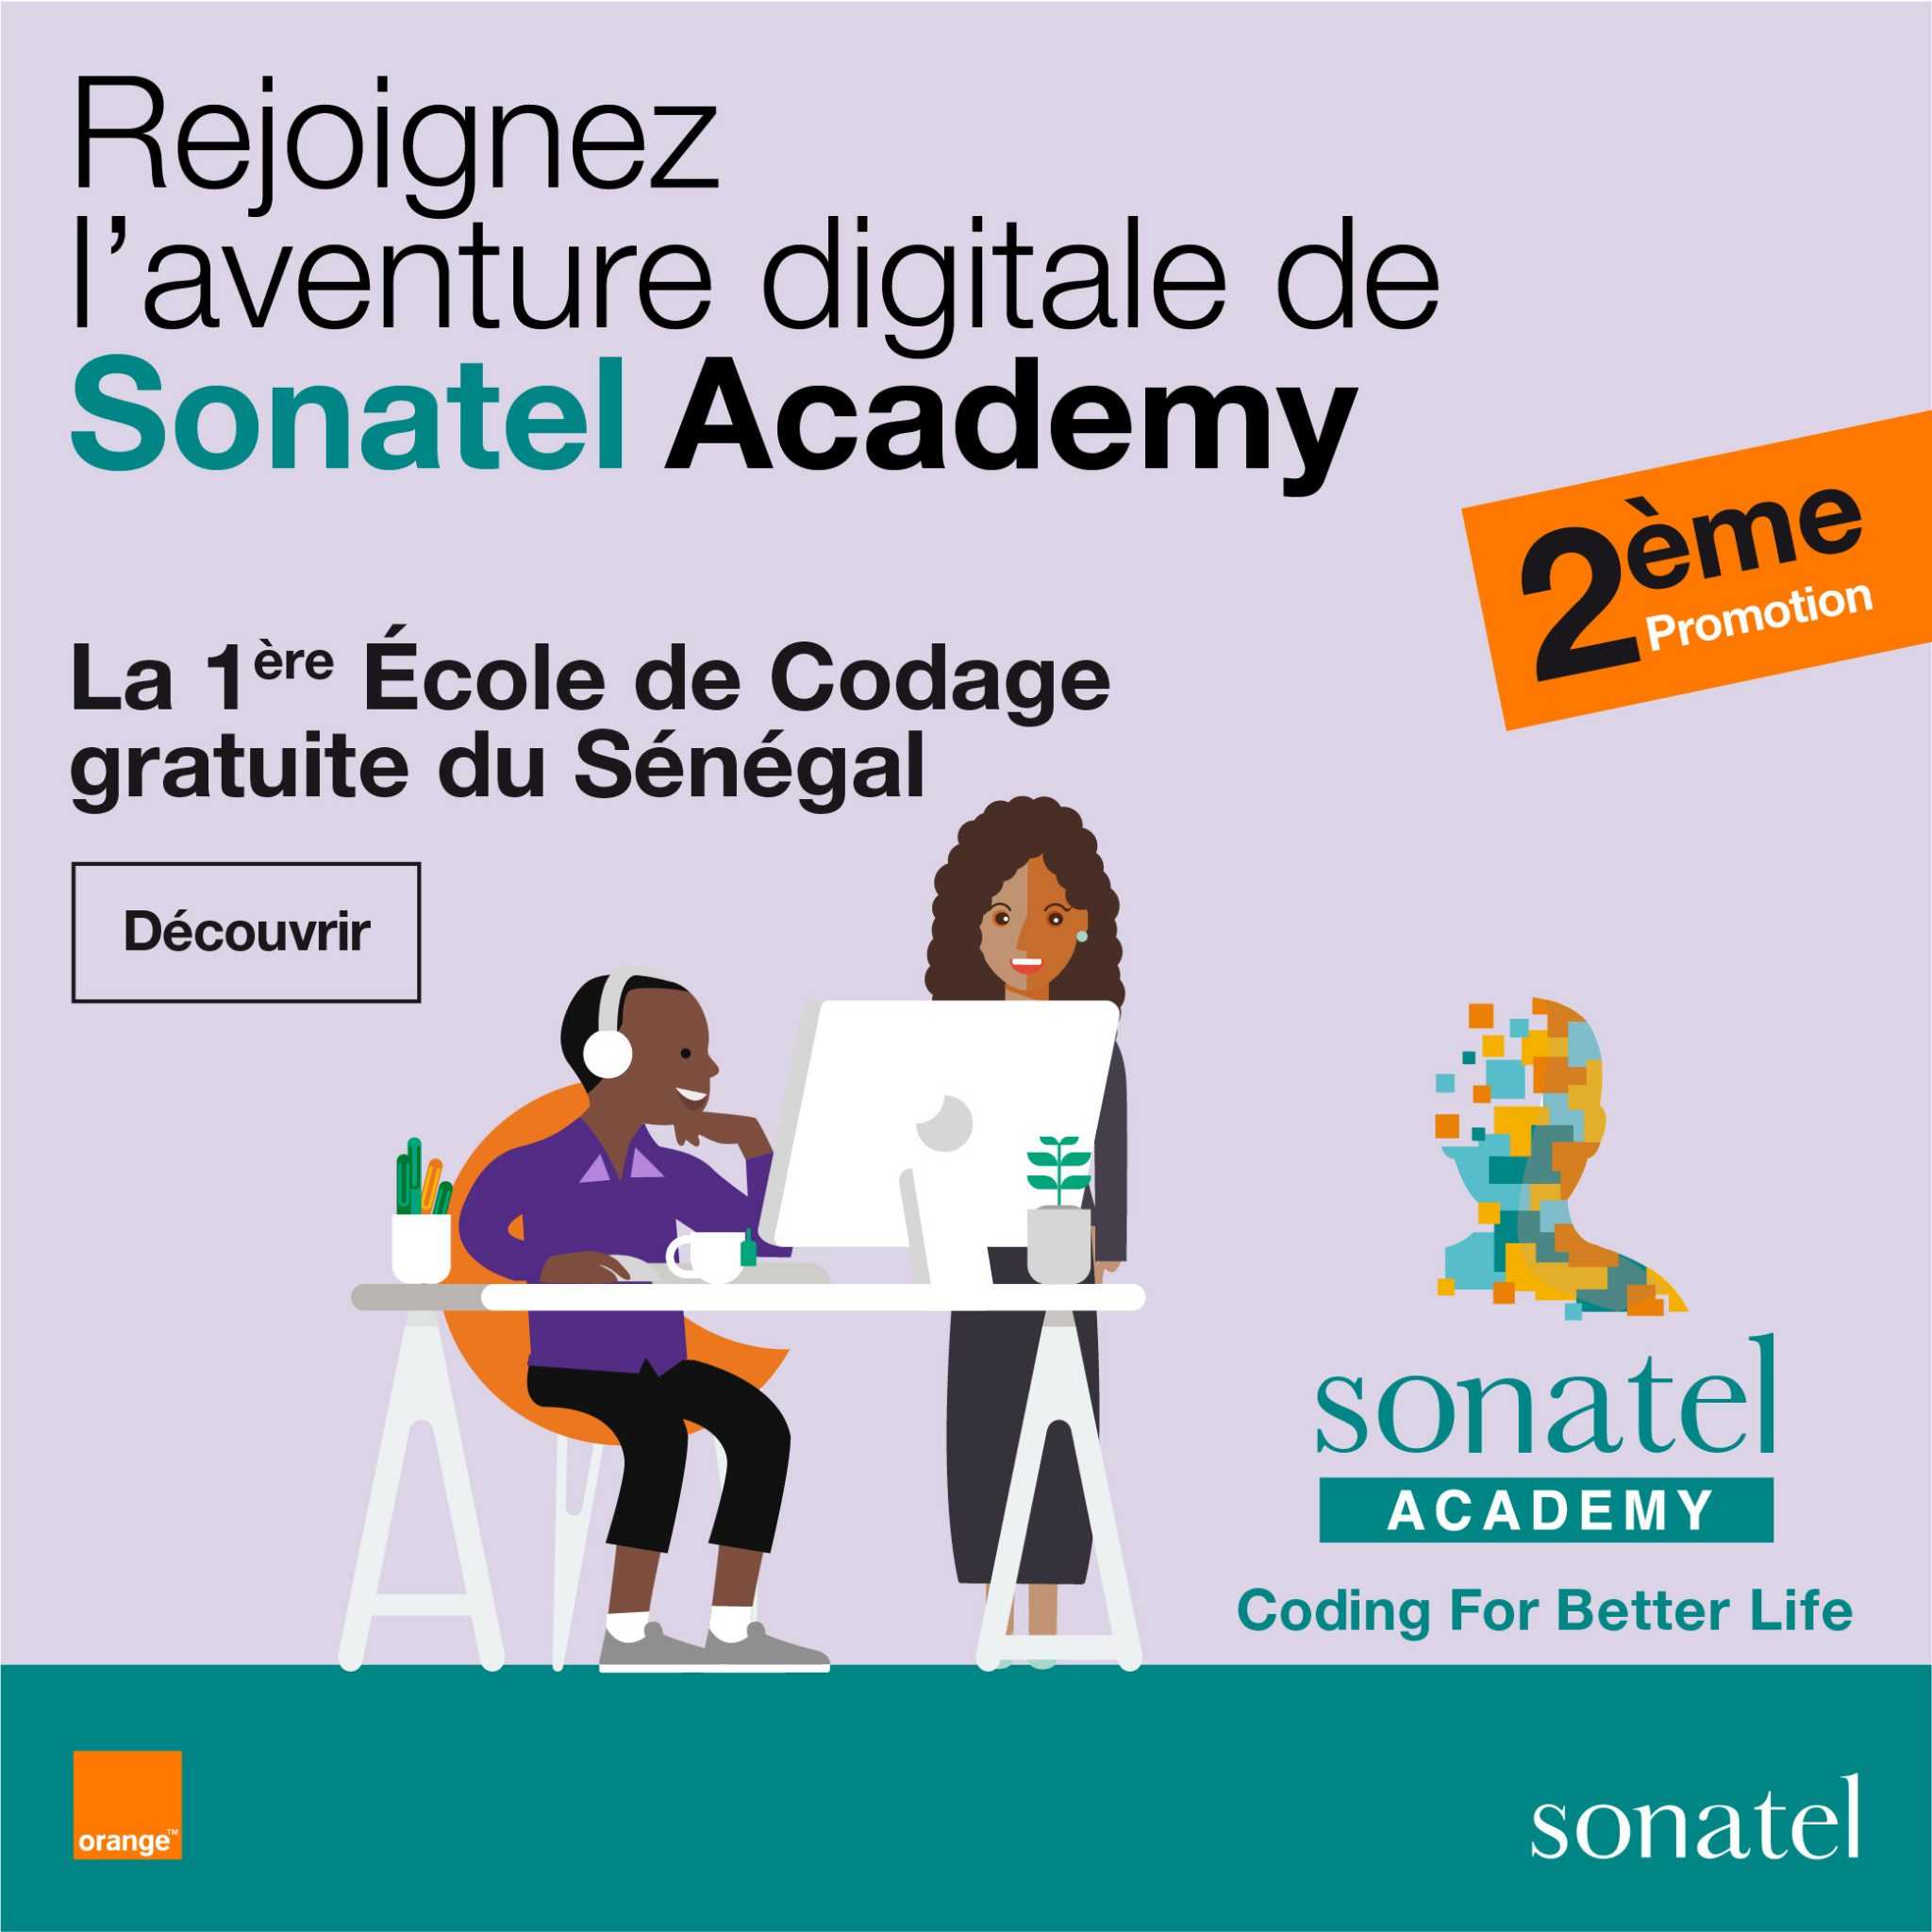 Rejoignez
l’aventure digitale de
Sonatel Academy
2ème
Promotion
La 1ère École de Codage
gratuite du Sénégal
Découvrir
sonatel
ACADEMY
Coding For Better Life
orange™
sonatel